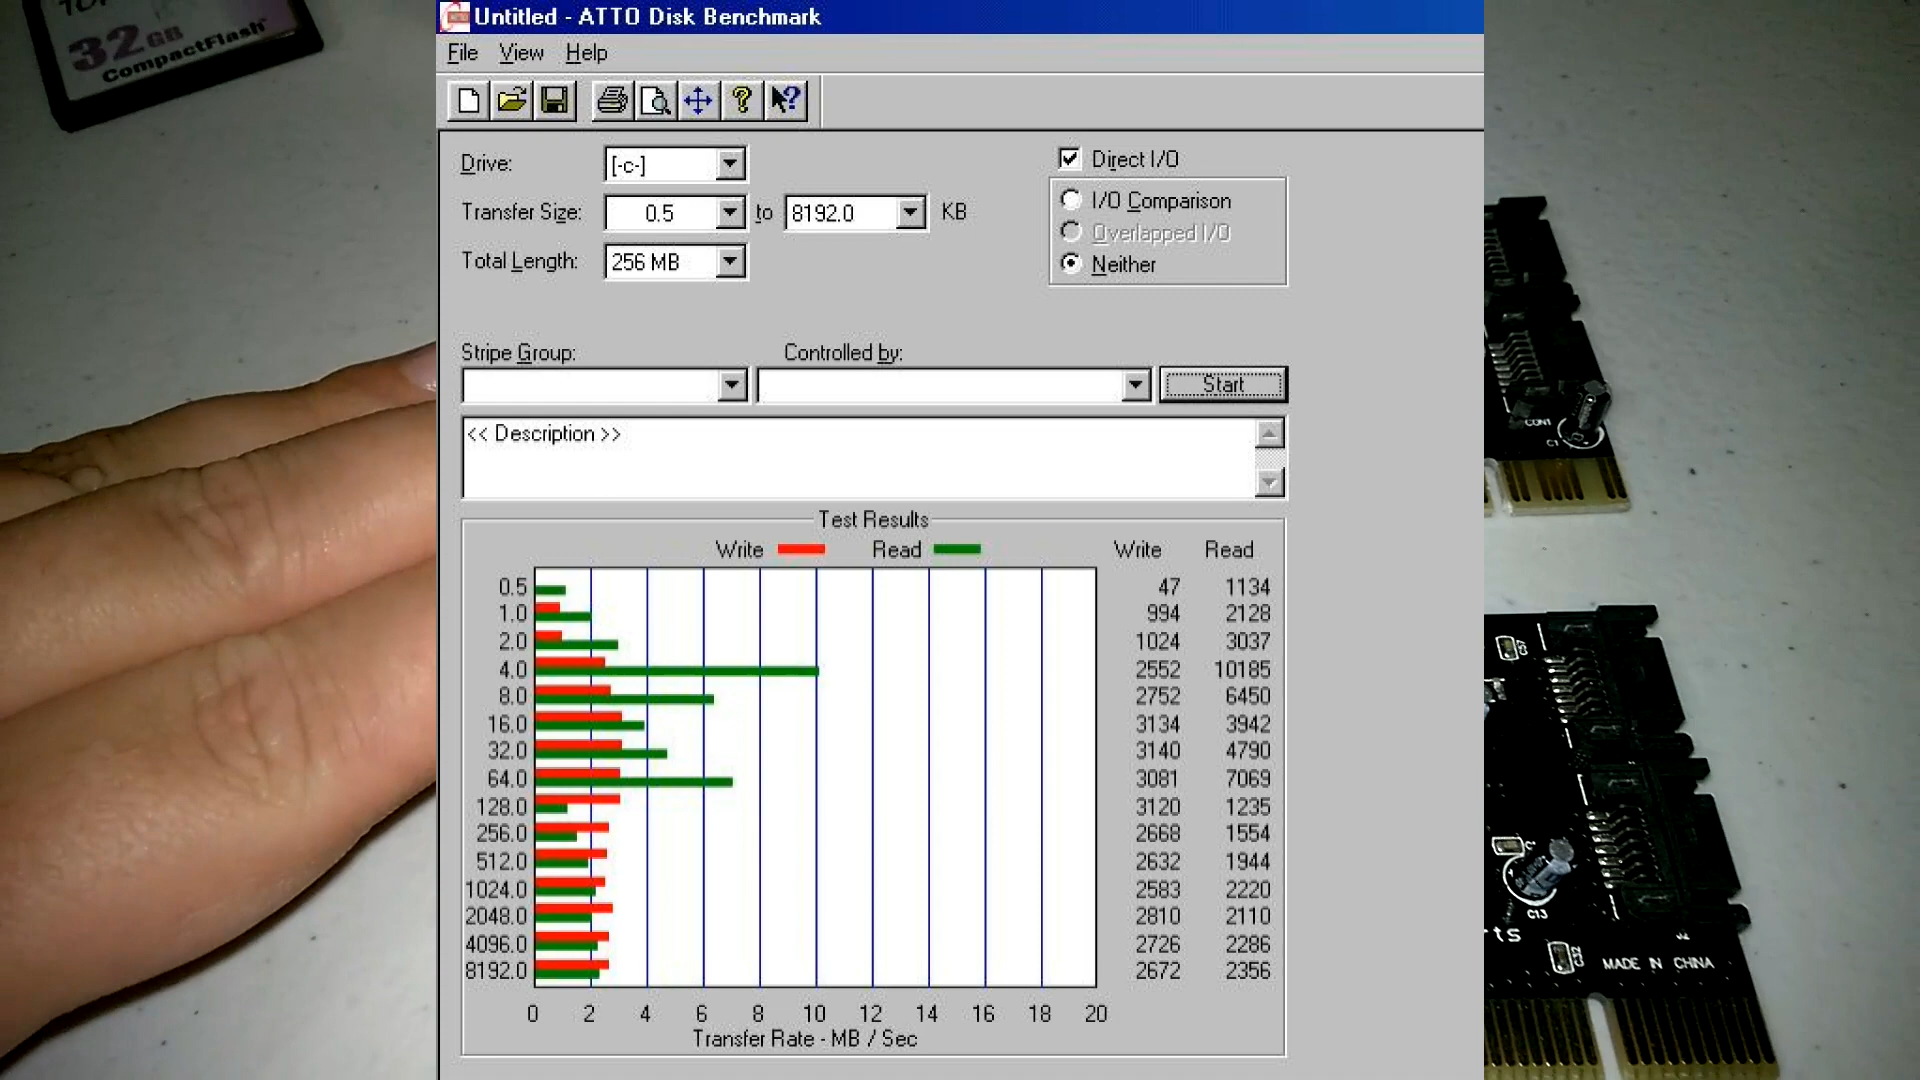 32 GB
CompactFlash
Untitled - ATTO Disk Benchmark
File View Help
Drive: [-c-]
Direct I/O
Transfer Size: 0.5 to 8192.0 KB
I/O Comparison
Overlapped I/O
Total Length: 256 MB
Neither
Stripe Group: Controlled by:
Start
<< Description >>
Test Results
Write Read Write Read
0.5 47 1134
1.0 994 2128
2.0 1024 3037
4.0 2552 10185
8.0 2752 6450
16.0 3134 3942
32.0 3140 4790
64.0 3081 7069
128.0 3120 1235
256.0 2668 1554
512.0 2632 1944
1024.0 2583 2220
2048.0 2810 2110
4096.0 2726 2286
8192.0 2672 2356
0 2 4 6 8 10 12 14 16 18 20
Transfer Rate - MB / Sec
CON1
C1
C13
MADE IN CHINA